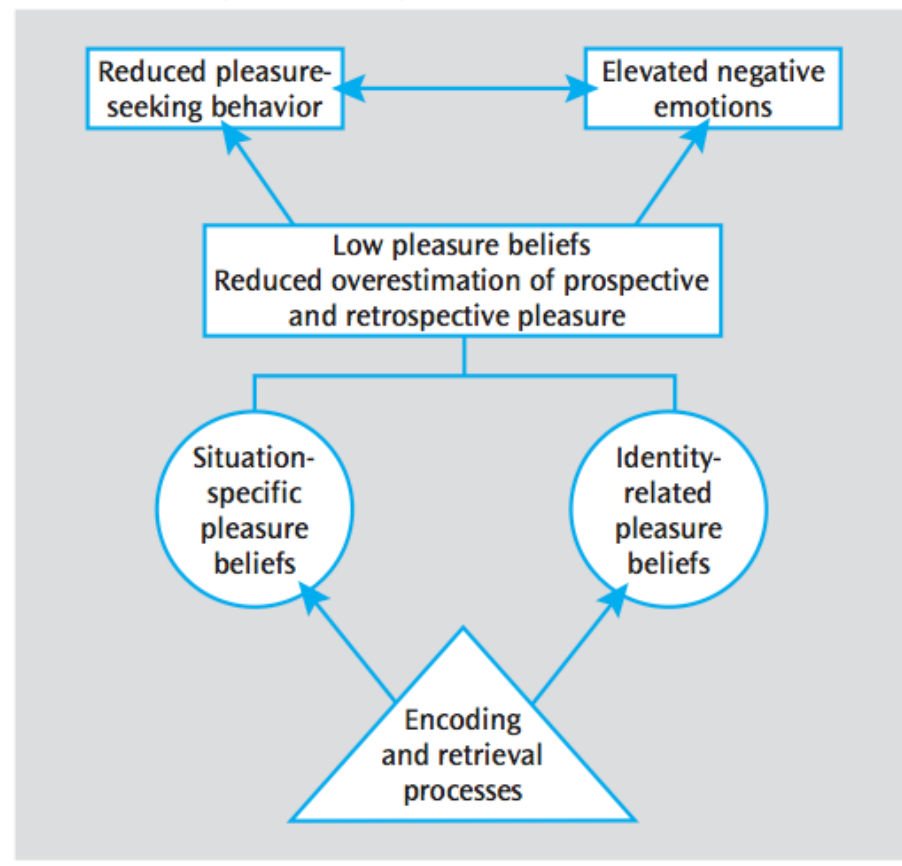 Reduced pleasure-
seeking behavior
Elevated negative
emotions
Low pleasure beliefs
Reduced overestimation of prospective
and retrospective pleasure
Situation-
specific
pleasure
beliefs
Identity-
related
pleasure
beliefs
Encoding
and retrieval
processes